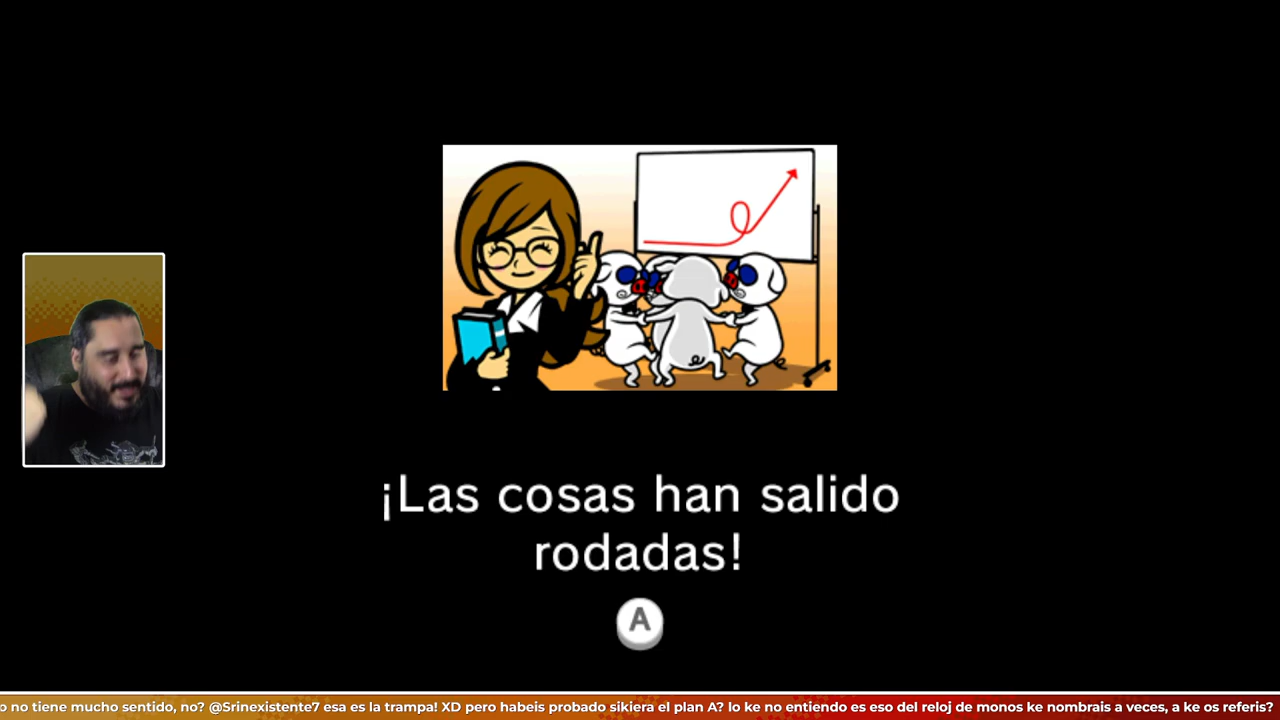 ¡Las cosas han salido
rodadas!
A
o no tiene mucho sentido, no? @Srinexistente7 esa es la trampa! XD pero habeis probado sikiera el plan A? lo ke no entiendo es eso del reloj de monos ke nombrais a veces, a ke os referis?